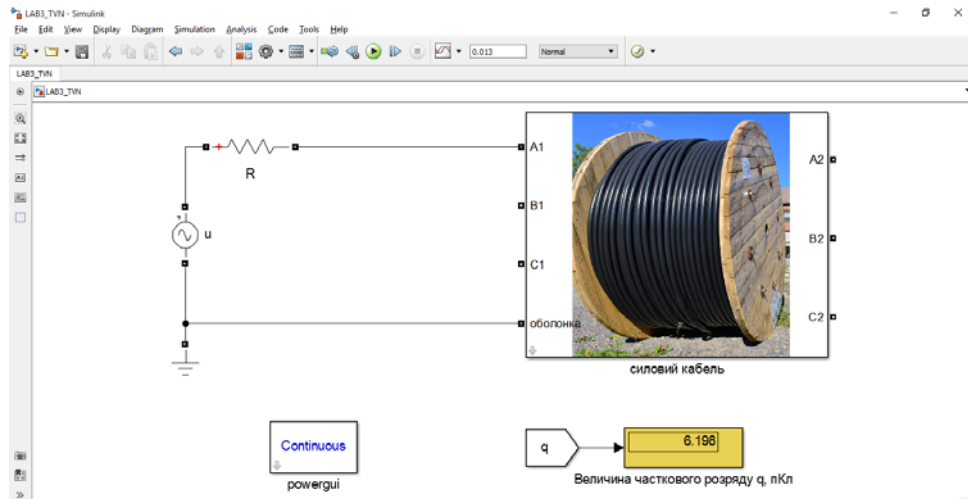 LAB3_TVN - Simulink
File Edit View Display Diagram Simulation Analysis Code Tools Help
0.013 Normal
LAB3_TVN
LAB3_TVN
R
u
A1
B1
C1
оболонка
A2
B2
C2
силовий кабель
Continuous
powergui
q
6.196
Величина часткового розряду q, пКл